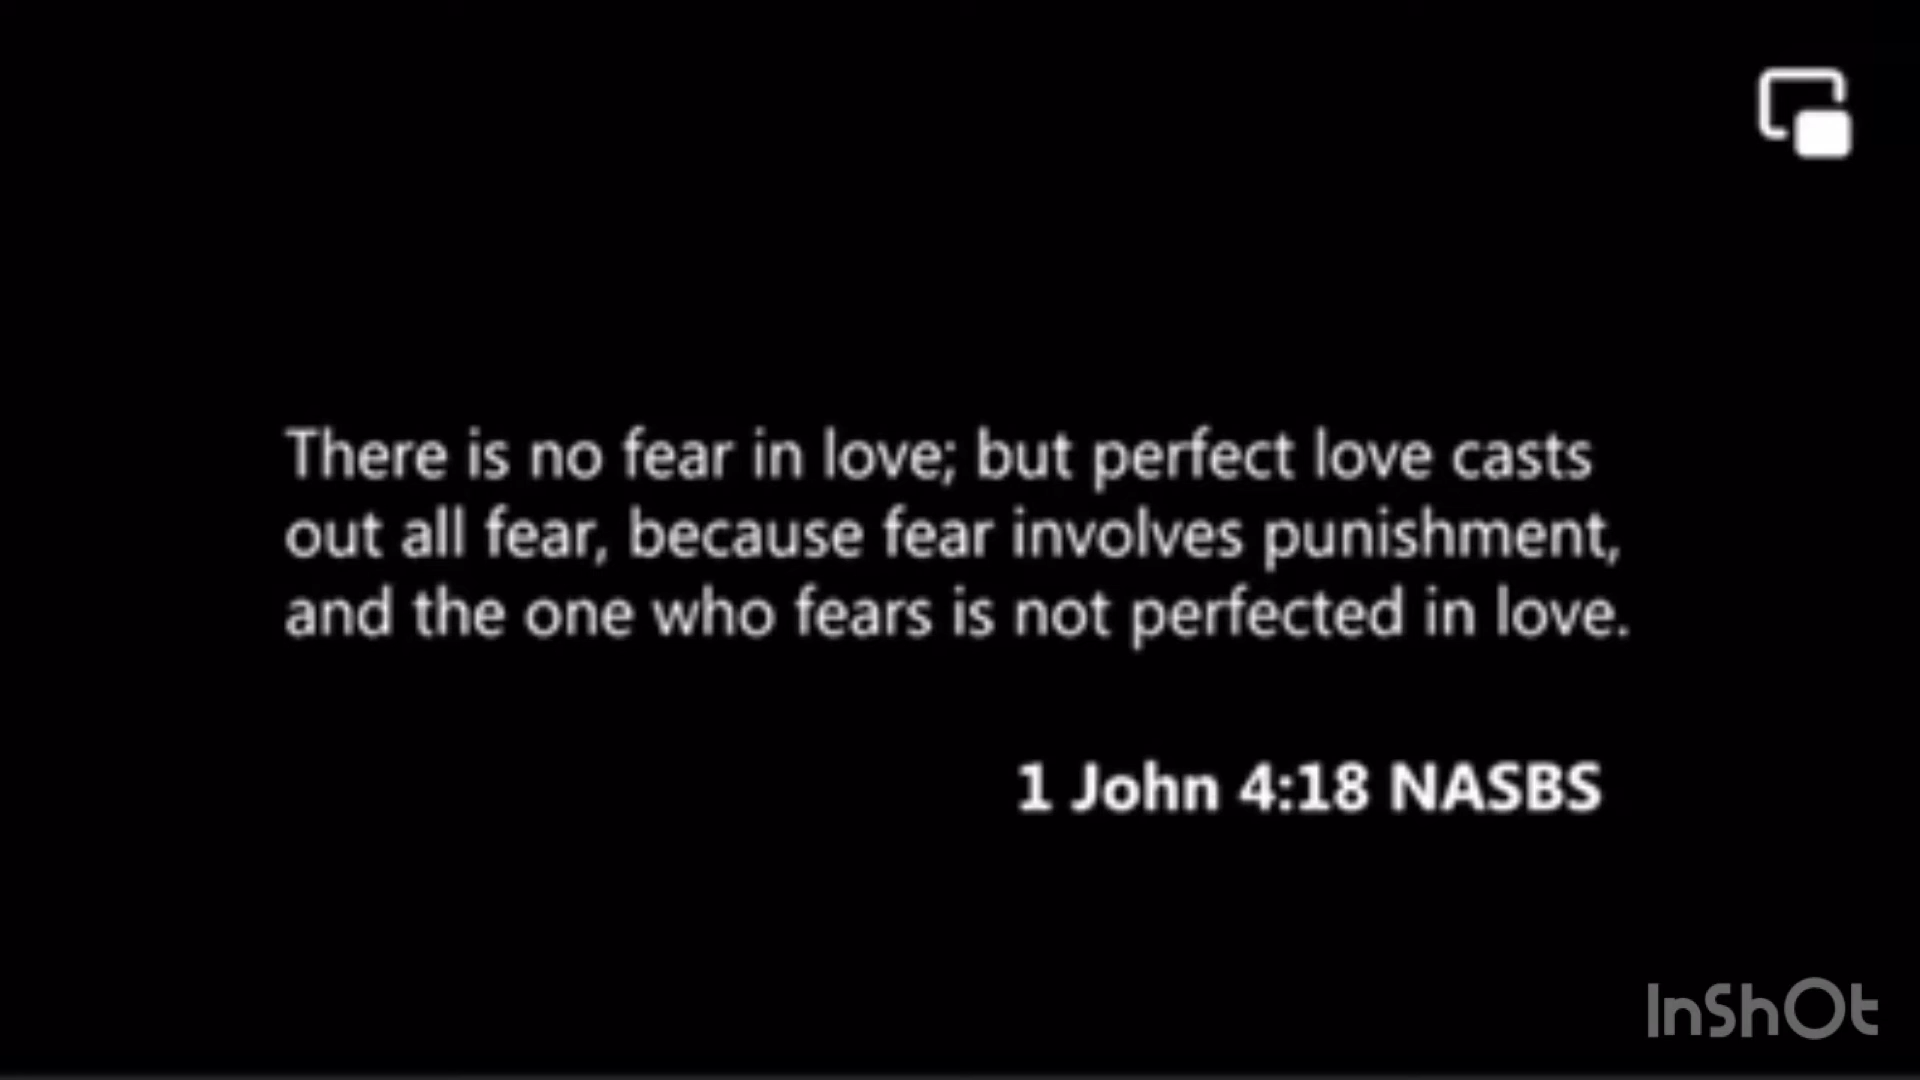 There is no fear in love; but perfect love casts
out all fear, because fear involves punishment,
and the one who fears is not perfected in love.
1 John 4:18 NASBS
InShOt